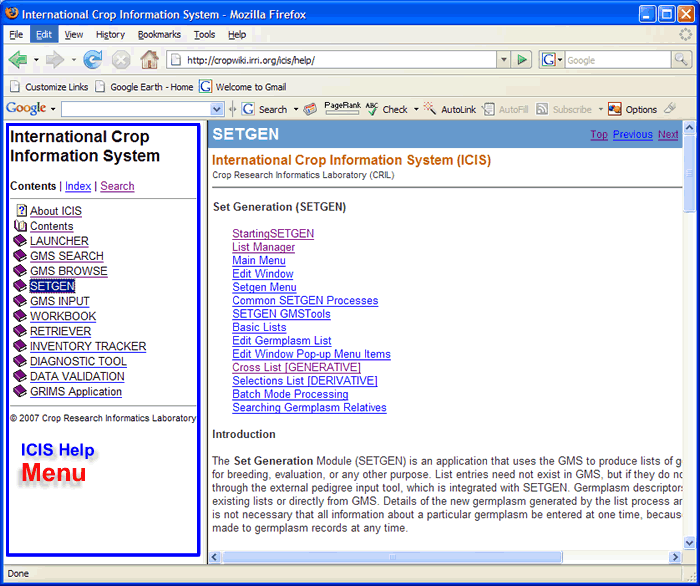 International Crop Information System - Mozilla Firefox
File Edit View History Bookmarks Tools Help
http://cropwiki.irri.org/icis/help/
G Google
Customize Links Google Earth - Home Welcome to Gmail
Google Search PageRank Check AutoLink AutoFill Subscribe Options
International Crop
Information System
Contents | Index | Search
About ICIS
Contents
LAUNCHER
GMS SEARCH
GMS BROWSE
SETGEN
GMS INPUT
WORKBOOK
RETRIEVER
INVENTORY TRACKER
DIAGNOSTIC TOOL
DATA VALIDATION
GRIMS Application
© 2007 Crop Research Informatics Laboratory
ICIS Help
Menu
SETGEN
Top Previous Next
International Crop Information System (ICIS)
Crop Research Informatics Laboratory (CRIL)
Set Generation (SETGEN)
StartingSETGEN
List Manager
Main Menu
Edit Window
Setgen Menu
Common SETGEN Processes
SETGEN GMSTools
Basic Lists
Edit Germplasm List
Edit Window Pop-up Menu Items
Cross List [GENERATIVE]
Selections List [DERIVATIVE]
Batch Mode Processing
Searching Germplasm Relatives
Introduction
The Set Generation Module (SETGEN) is an application that uses the GMS to produce lists of g
for breeding, evaluation, or any other purpose. List entries need not exist in GMS, but if they do no
through the external pedigree input tool, which is integrated with SETGEN. Germplasm descriptors
existing lists or directly from GMS. Details of the new germplasm generated by the list process ar
is not necessary that all information about a particular germplasm be entered at one time, becaus
made to germplasm records at any time.
Done